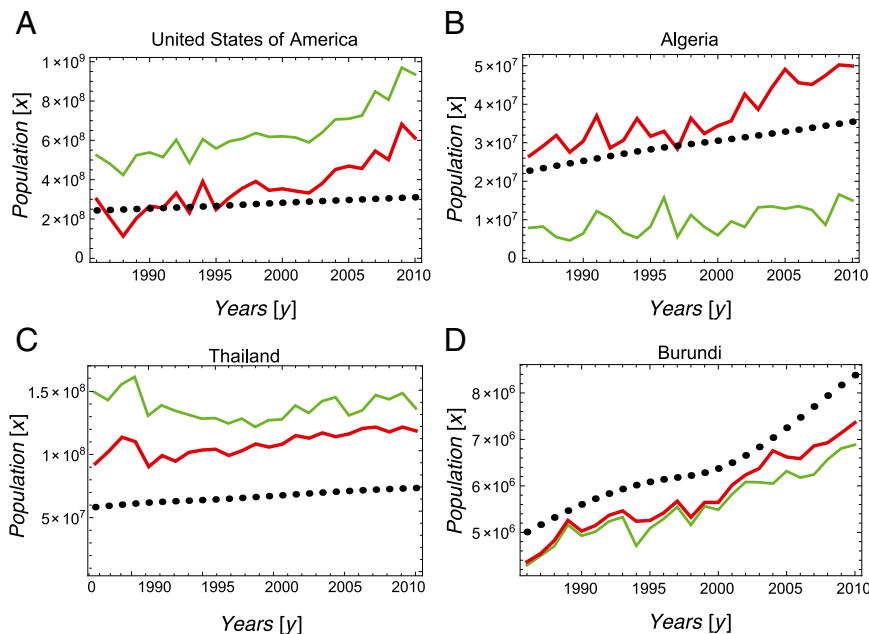 A
United States of America
Population [x]
1 × 10⁹
8 × 10⁸
6 × 10⁸
4 × 10⁸
2 × 10⁸
0
1990 1995 2000 2005 2010
Years [y]
B
Algeria
Population [x]
5 × 10⁷
4 × 10⁷
3 × 10⁷
2 × 10⁷
1 × 10⁷
0
1990 1995 2000 2005 2010
Years [y]
C
Thailand
Population [x]
1.5 × 10⁸
1 × 10⁸
5 × 10⁷
0 1990 1995 2000 2005 2010
Years [y]
D
Burundi
Population [x]
8 × 10⁶
7 × 10⁶
6 × 10⁶
5 × 10⁶
1990 1995 2000 2005 2010
Years [y]